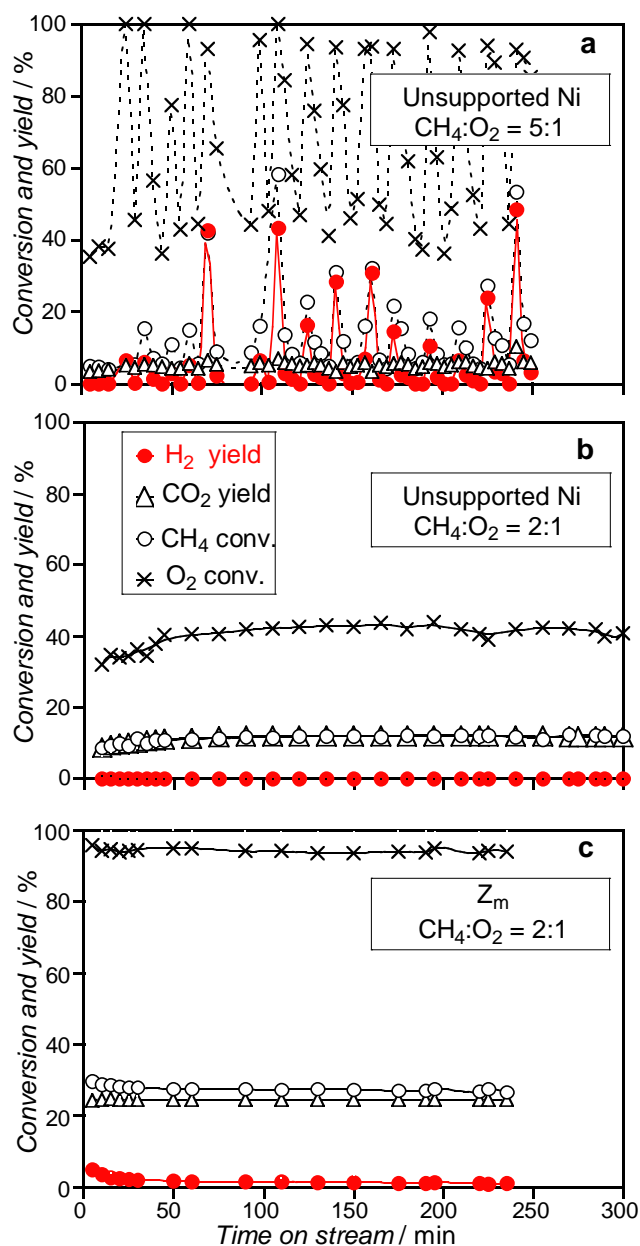 a
100
80
60
40
20
0
Conversion and yield / %
Unsupported Ni
CH₄:O₂ = 5:1
b
100
80
60
40
20
0
Conversion and yield / %
H₂ yield
CO₂ yield
CH₄ conv.
O₂ conv.
Unsupported Ni
CH₄:O₂ = 2:1
c
100
80
60
40
20
0
Conversion and yield / %
Zₘ
CH₄:O₂ = 2:1
0 50 100 150 200 250 300
Time on stream / min